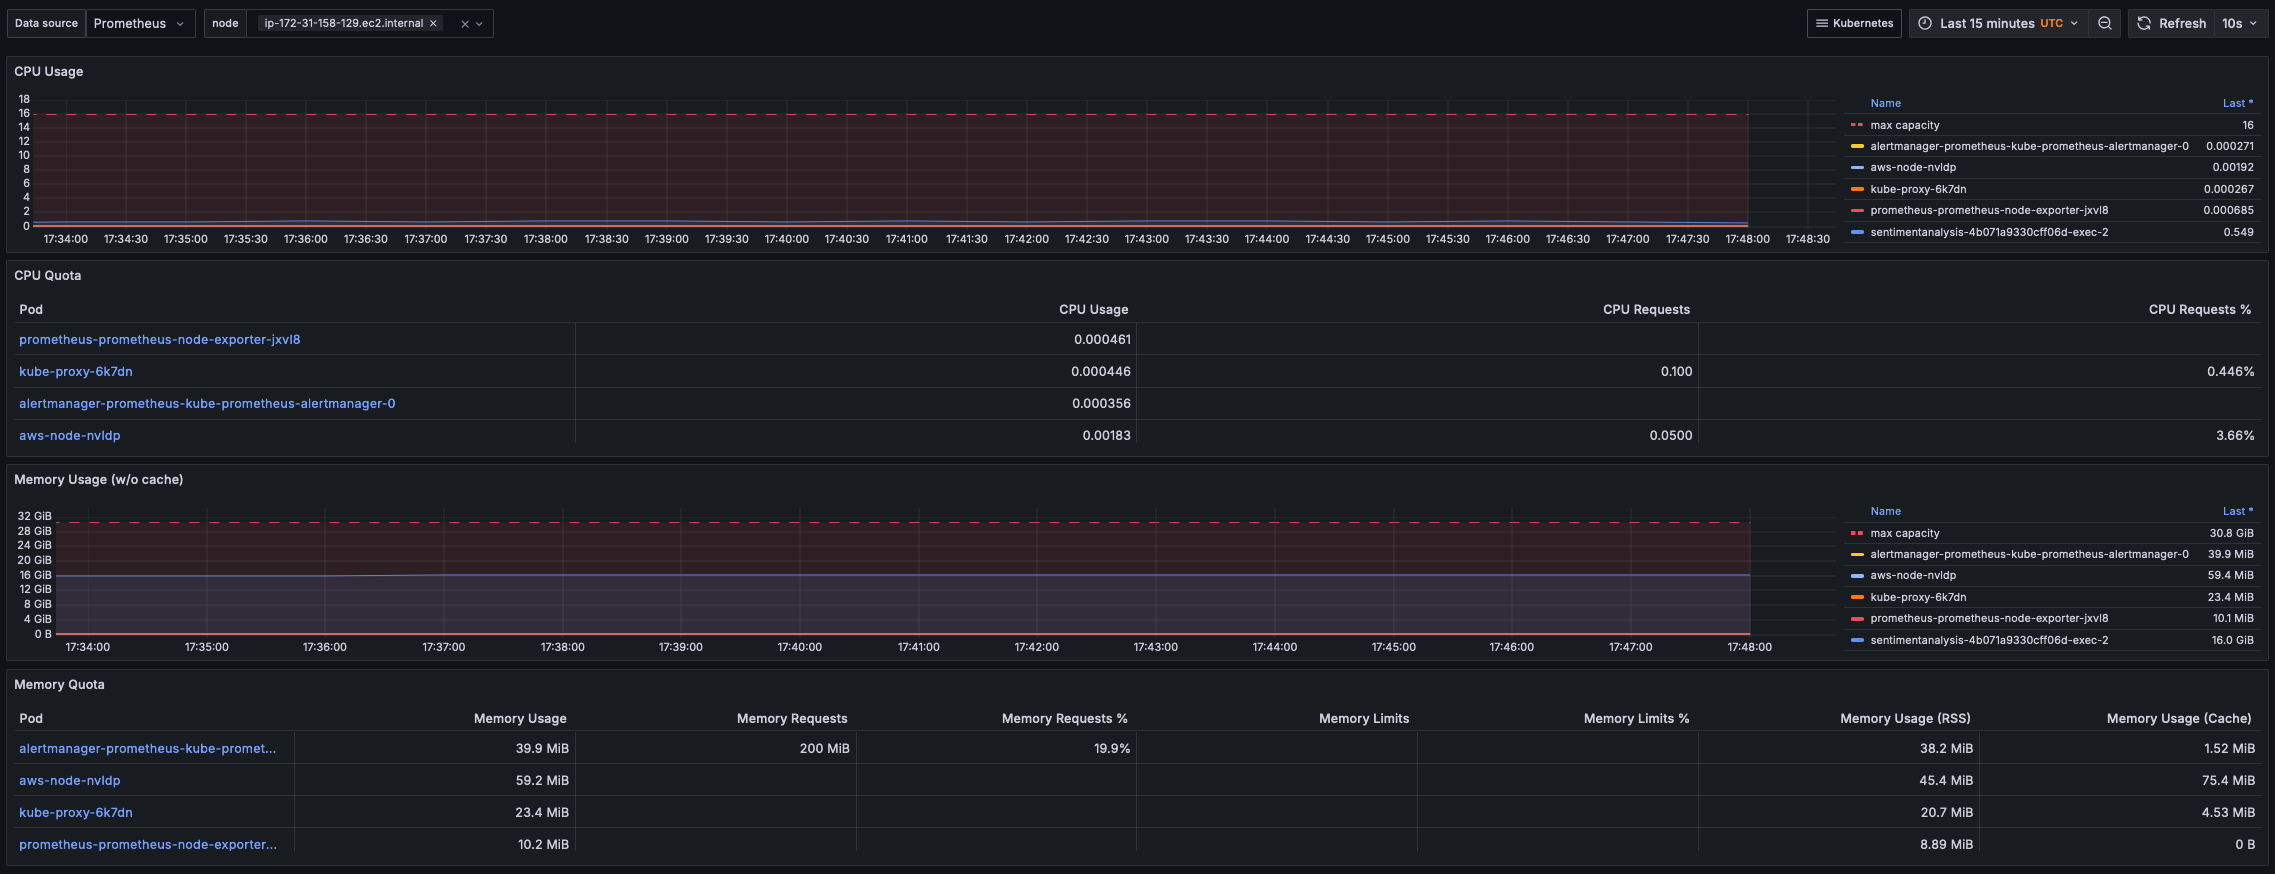 Data source Prometheus node ip-172-31-158-129.ec2.internal Kubernetes Last 15 minutes UTC Refresh 10s
CPU Usage
18
16
14
12
10
8
6
4
2
0
17:34:00 17:34:30 17:35:00 17:35:30 17:36:00 17:36:30 17:37:00 17:37:30 17:38:00 17:38:30 17:39:00 17:39:30 17:40:00 17:40:30 17:41:00 17:41:30 17:42:00 17:42:30 17:43:00 17:43:30 17:44:00 17:44:30 17:45:00 17:45:30 17:46:00 17:46:30 17:47:00 17:47:30 17:48:00 17:48:30
Name Last *
max capacity 16
alertmanager-prometheus-kube-prometheus-alertmanager-0 0.000271
aws-node-nvldp 0.00192
kube-proxy-6k7dn 0.000267
prometheus-prometheus-node-exporter-jxvl8 0.000685
sentimentanalysis-4b071a9330cff06d-exec-2 0.549
CPU Quota
Pod CPU Usage CPU Requests CPU Requests %
prometheus-prometheus-node-exporter-jxvl8 0.000461
kube-proxy-6k7dn 0.000446 0.100 0.446%
alertmanager-prometheus-kube-prometheus-alertmanager-0 0.000356
aws-node-nvldp 0.00183 0.0500 3.66%
Memory Usage (w/o cache)
32 GiB
28 GiB
24 GiB
20 GiB
16 GiB
12 GiB
8 GiB
4 GiB
0 B
17:34:00 17:35:00 17:36:00 17:37:00 17:38:00 17:39:00 17:40:00 17:41:00 17:42:00 17:43:00 17:44:00 17:45:00 17:46:00 17:47:00 17:48:00
Name Last *
max capacity 30.8 GiB
alertmanager-prometheus-kube-prometheus-alertmanager-0 39.9 MiB
aws-node-nvldp 59.4 MiB
kube-proxy-6k7dn 23.4 MiB
prometheus-prometheus-node-exporter-jxvl8 10.1 MiB
sentimentanalysis-4b071a9330cff06d-exec-2 16.0 GiB
Memory Quota
Pod Memory Usage Memory Requests Memory Requests % Memory Limits Memory Limits % Memory Usage (RSS) Memory Usage (Cache)
alertmanager-prometheus-kube-promet... 39.9 MiB 200 MiB 19.9% 38.2 MiB 1.52 MiB
aws-node-nvldp 59.2 MiB 45.4 MiB 75.4 MiB
kube-proxy-6k7dn 23.4 MiB 20.7 MiB 4.53 MiB
prometheus-prometheus-node-exporter... 10.2 MiB 8.89 MiB 0 B